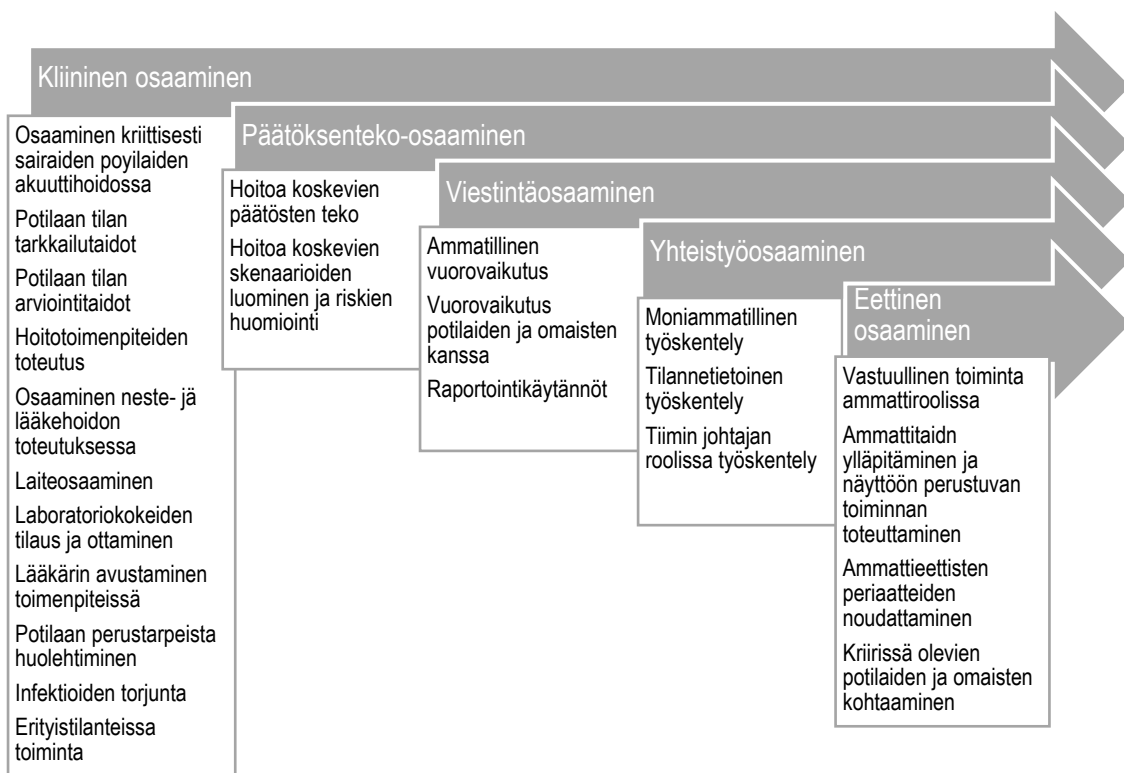 Kliininen osaaminen
Osaaminen kriittisesti
sairaiden poyilaiden
akuuttihoidossa
Potilaan tilan
tarkkailutaidot
Potilaan tilan
arviointitaidot
Hoitotoimenpiteiden
toteutus
Osaaminen neste- jä
lääkehoidon
toteutuksessa
Laiteosaaminen
Laboratoriokokeiden
tilaus ja ottaminen
Lääkärin avustaminen
toimenpiteissä
Potilaan perustarpeista
huolehtiminen
Infektioiden torjunta
Erityistilanteissa
toiminta
Päätöksenteko-osaaminen
Hoitoa koskevien
päätösten teko
Hoitoa koskevien
skenaarioiden
luominen ja riskien
huomiointi
Viestintäosaaminen
Ammatillinen
vuorovaikutus
Vuorovaikutus
potilaiden ja omaisten
kanssa
Raportointikäytännöt
Yhteistyöosaaminen
Moniammatillinen
työskentely
Tilannetietoinen
työskentely
Tiimin johtajan
roolissa työskentely
Eettinen
osaaminen
Vastuullinen toiminta
ammattiroolissa
Ammattitaidn
ylläpitäminen ja
näyttöön perustuvan
toiminnan
toteuttaminen
Ammattieettisten
periaatteiden
noudattaminen
Kriirissä olevien
potilaiden ja omaisten
kohtaaminen